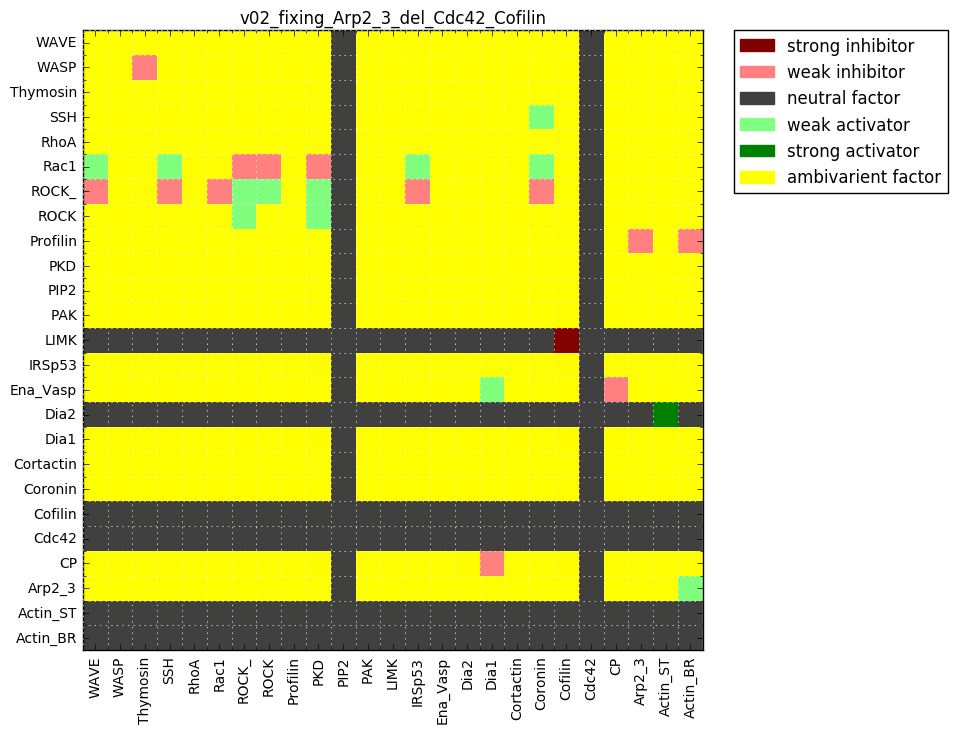 v02_fixing_Arp2_3_del_Cdc42_Cofilin
WAVE
WASP
Thymosin
SSH
RhoA
Rac1
ROCK_
ROCK
Profilin
PKD
PIP2
PAK
LIMK
IRSp53
Ena_Vasp
Dia2
Dia1
Cortactin
Coronin
Cofilin
Cdc42
CP
Arp2_3
Actin_ST
Actin_BR
WAVE
WASP
Thymosin
SSH
RhoA
Rac1
ROCK_
ROCK
Profilin
PKD
PIP2
PAK
LIMK
IRSp53
Ena_Vasp
Dia2
Dia1
Cortactin
Coronin
Cofilin
Cdc42
CP
Arp2_3
Actin_ST
Actin_BR
strong inhibitor
weak inhibitor
neutral factor
weak activator
strong activator
ambivarient factor